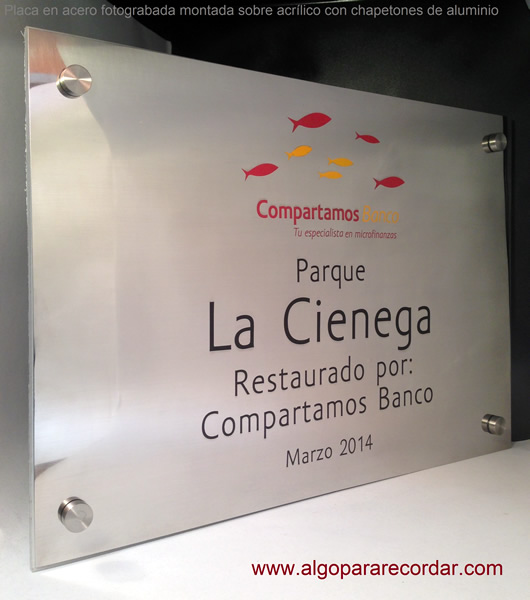 Placa en acero fotograbada montada sobre acrílico con chapetones de aluminio
Compartamos Banco
Tu especialista en microfinanzas
Parque
La Cienega
Restaurado por:
Compartamos Banco
Marzo 2014
www.algopararecordar.com